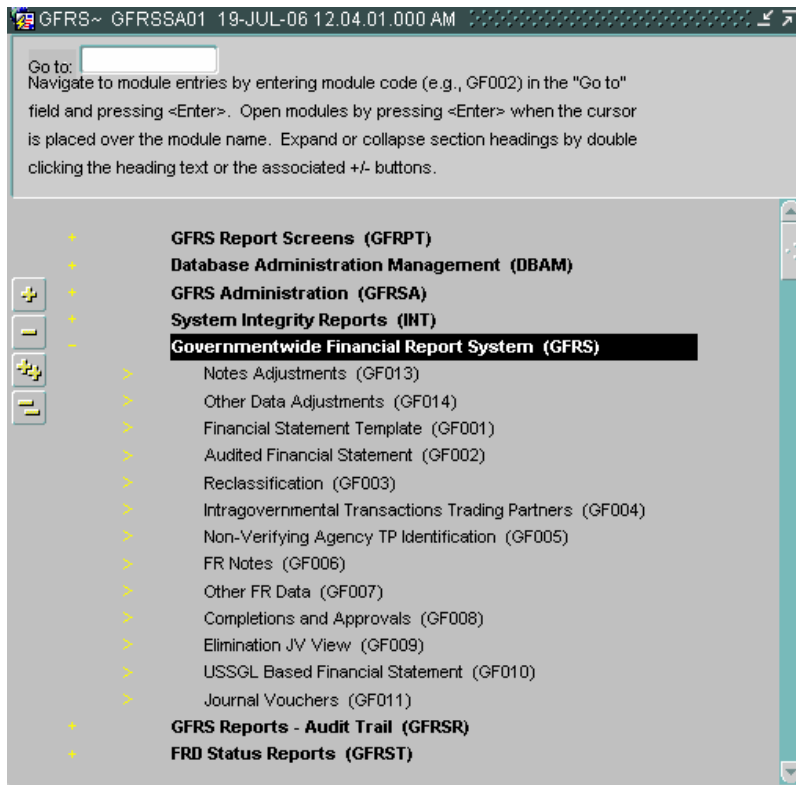 GFRS~ GFRSSA01 19-JUL-06 12.04.01.000 AM
Go to:
Navigate to module entries by entering module code (e.g., GF002) in the "Go to"
field and pressing <Enter>. Open modules by pressing <Enter> when the cursor
is placed over the module name. Expand or collapse section headings by double
clicking the heading text or the associated +/- buttons.
+ GFRS Report Screens (GFRPT)
+ Database Administration Management (DBAM)
+ GFRS Administration (GFRSA)
+ System Integrity Reports (INT)
- Governmentwide Financial Report System (GFRS)
> Notes Adjustments (GF013)
> Other Data Adjustments (GF014)
> Financial Statement Template (GF001)
> Audited Financial Statement (GF002)
> Reclassification (GF003)
> Intragovernmental Transactions Trading Partners (GF004)
> Non-Verifying Agency TP Identification (GF005)
> FR Notes (GF006)
> Other FR Data (GF007)
> Completions and Approvals (GF008)
> Elimination JV View (GF009)
> USSGL Based Financial Statement (GF010)
> Journal Vouchers (GF011)
+ GFRS Reports - Audit Trail (GFRSR)
+ FRD Status Reports (GFRST)